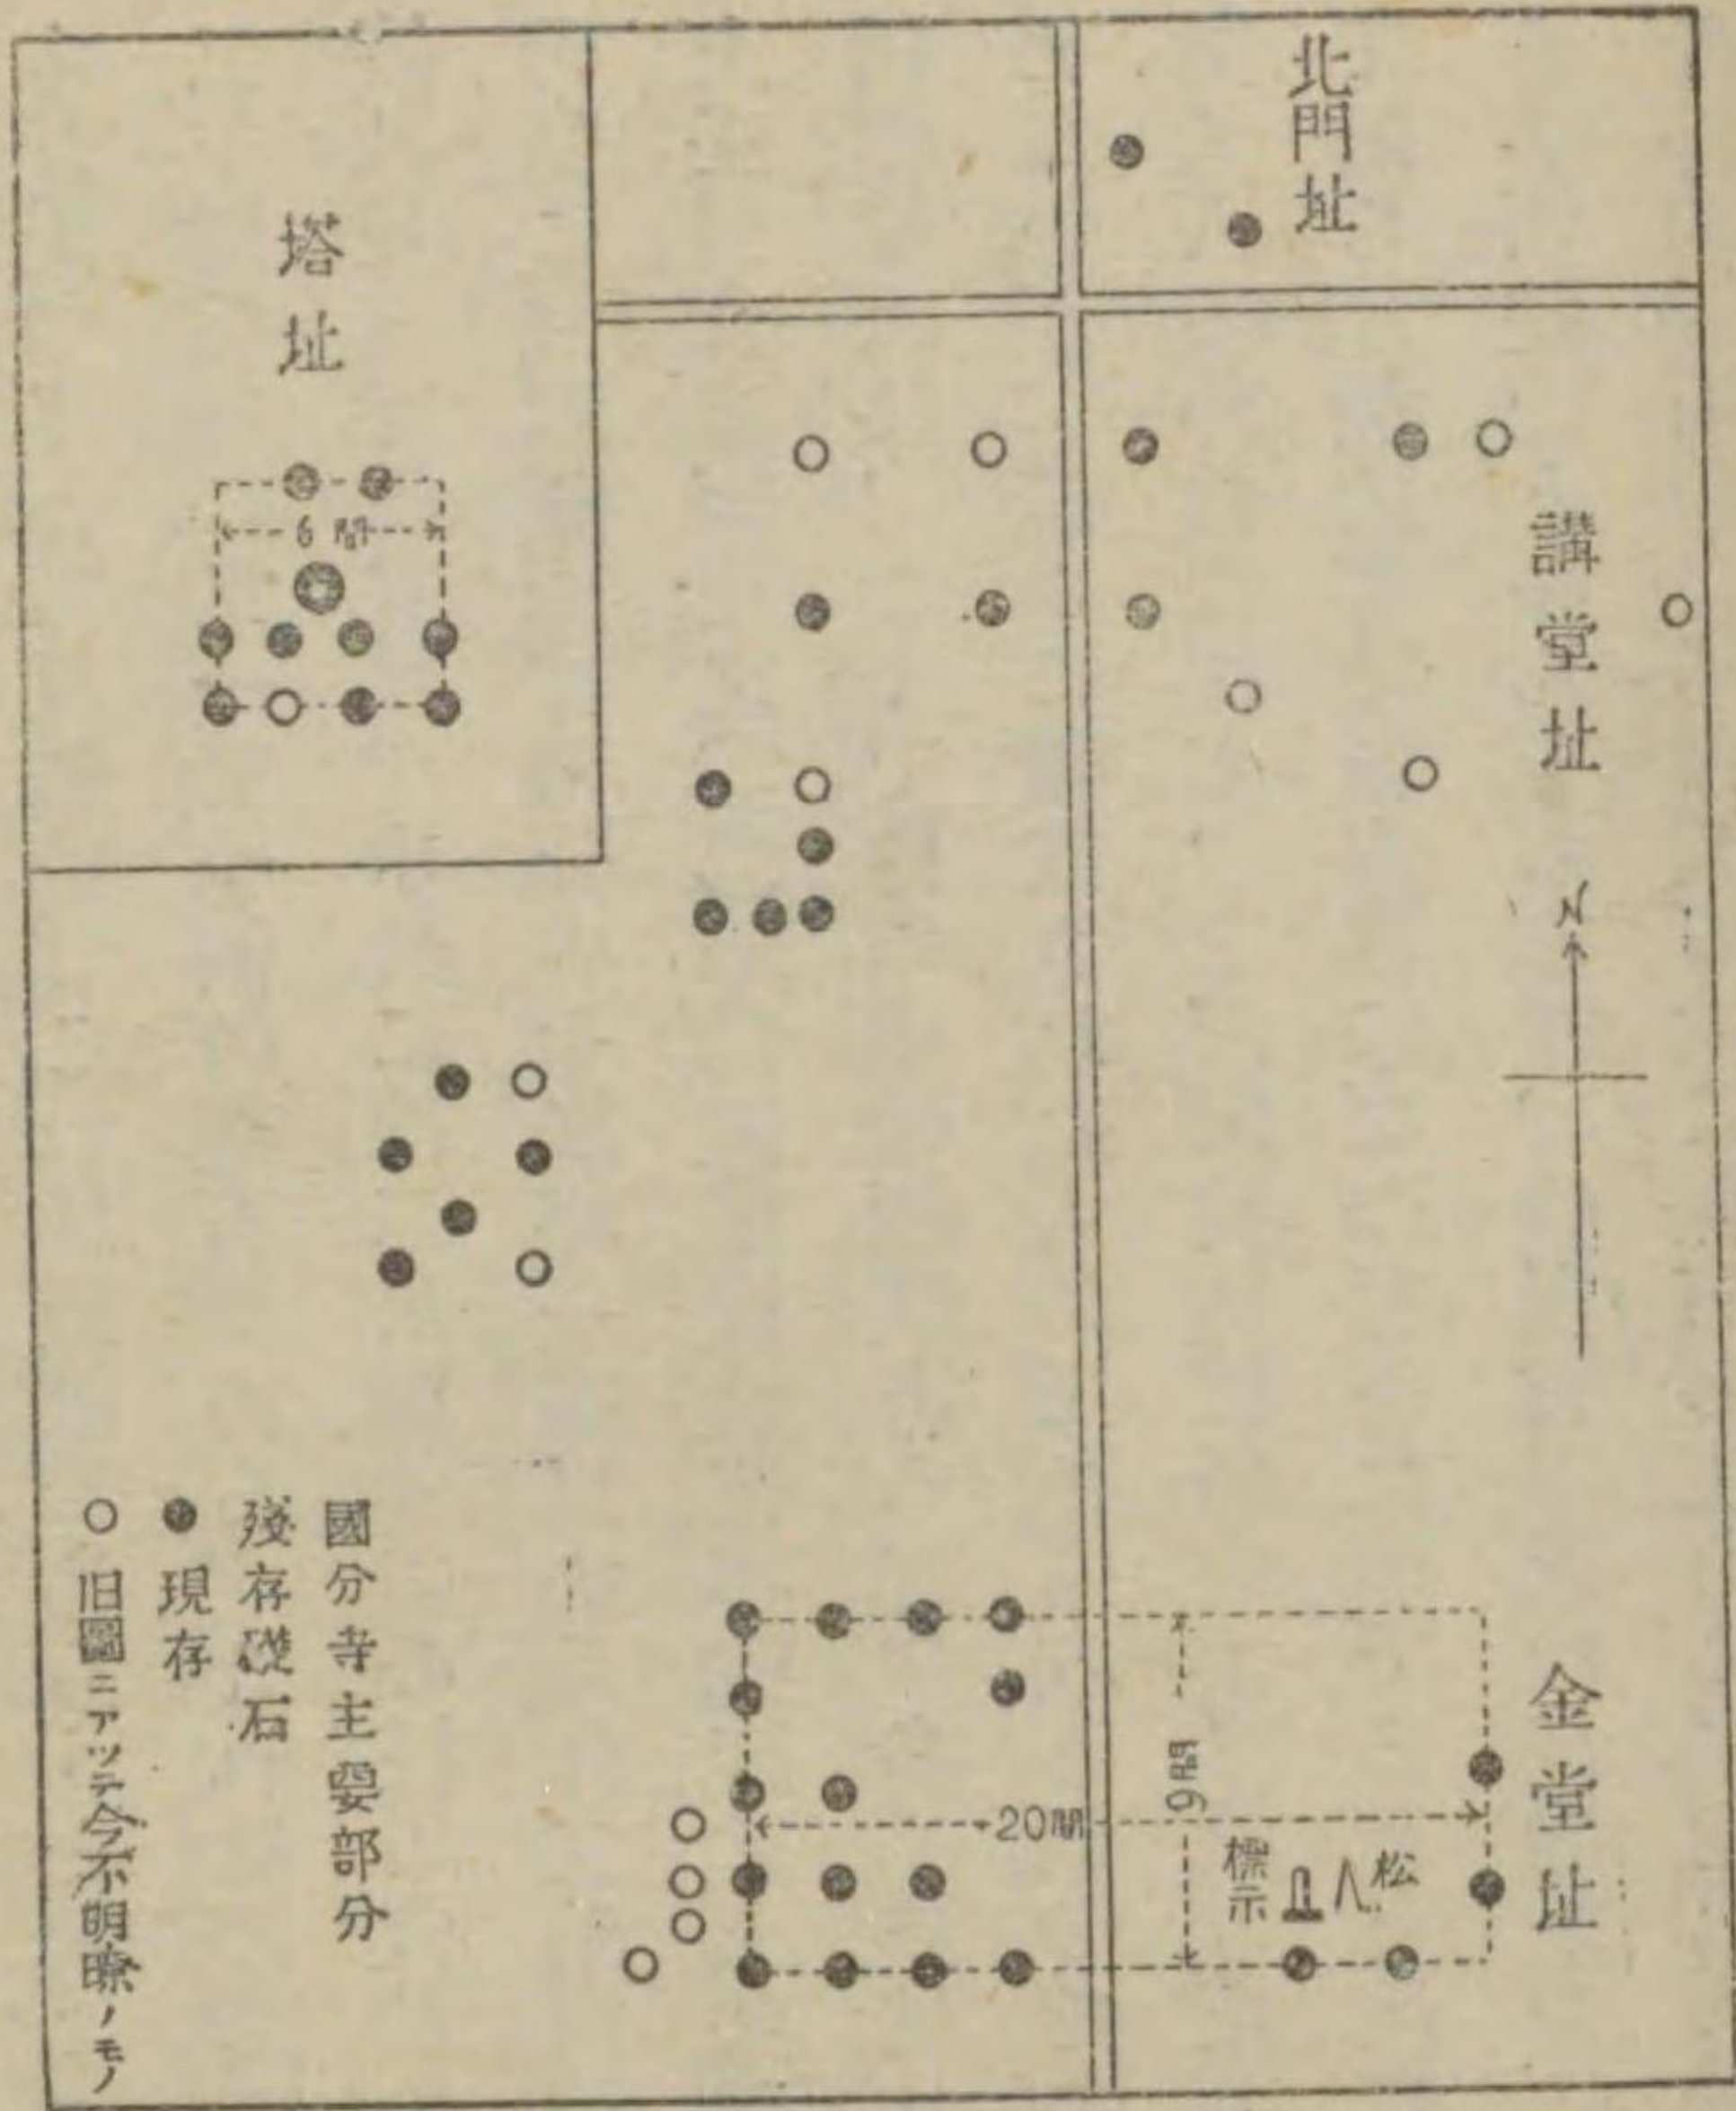 北門址
塔址
6間
講堂址
N
金堂址
9間
20間
松
標示
國分寺主要部分
殘存礎石
現存
旧圖ニアツテ今不明瞭ノモノ